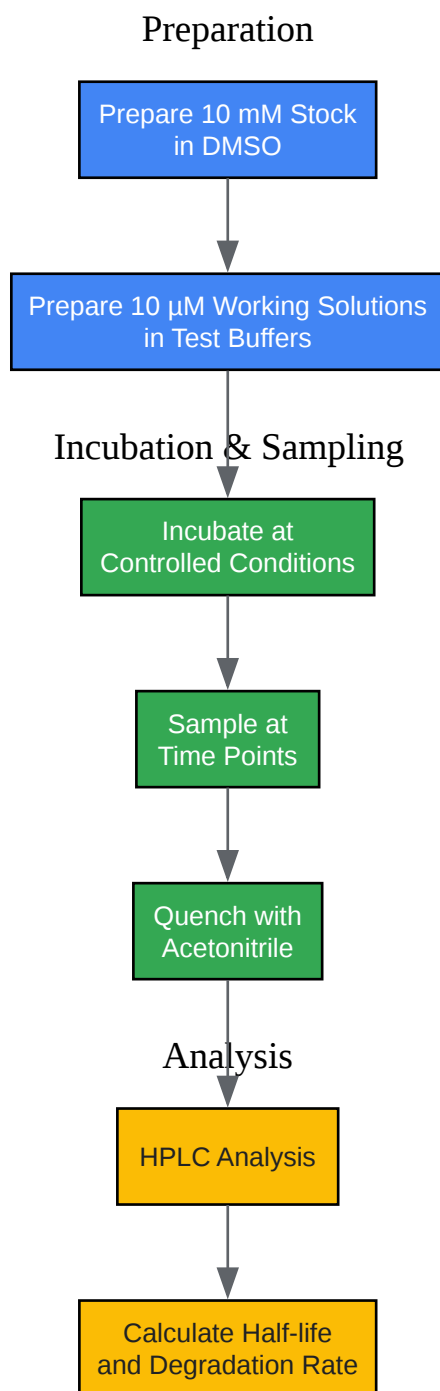 Preparation
Prepare 10 mM Stock
in DMSO
Prepare 10 µM Working Solutions
in Test Buffers
Incubation & Sampling
Incubate at
Controlled Conditions
Sample at
Time Points
Quench with
Acetonitrile
Analysis
HPLC Analysis
Calculate Half-life
and Degradation Rate